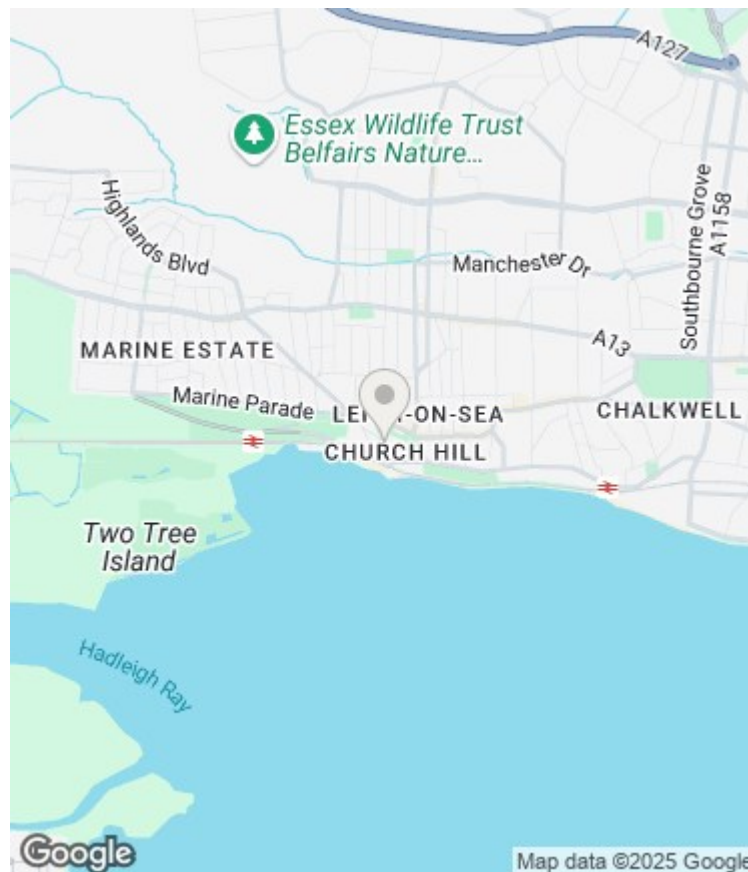 A127
Essex Wildlife Trust
Belfairs Nature...
Southbourne Grove
A1158
Highlands Blvd
Manchester Dr
A13
MARINE ESTATE
Marine Parade
-ON-SEA
CHALKWELL
CHURCH HILL
Two Tree
Island
Hadleigh Ray
Google
Map data ©2025 Google